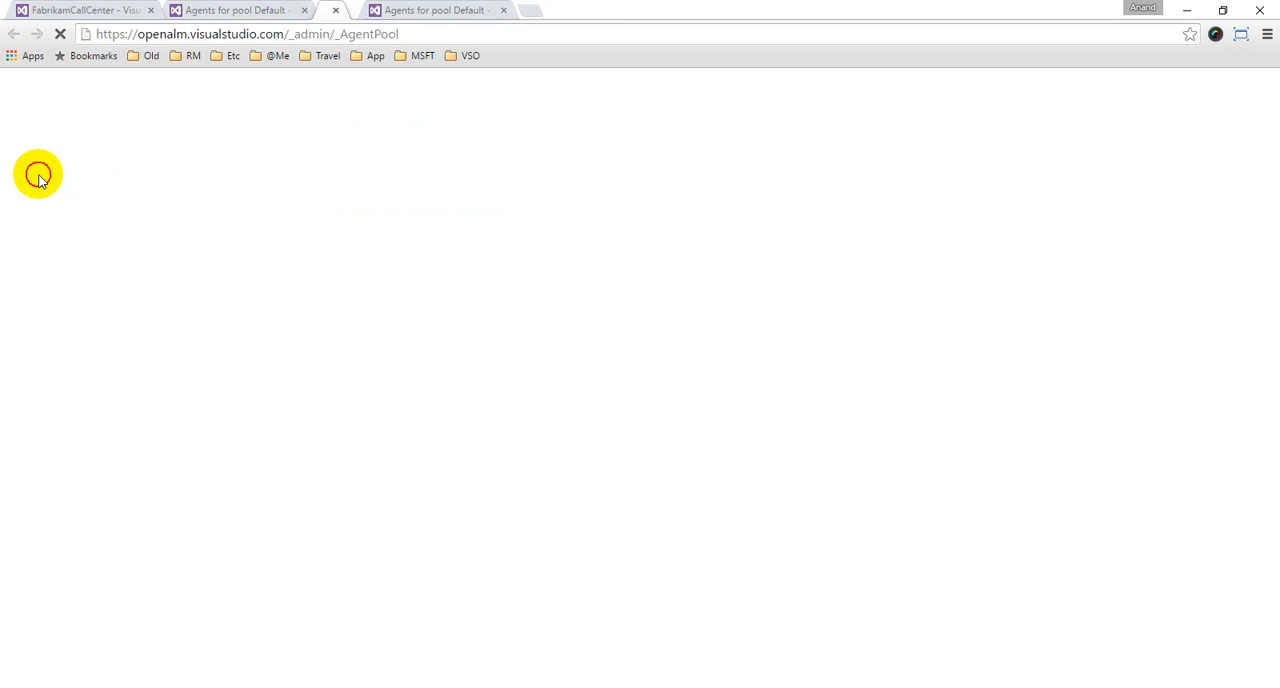 FabrikamCallCenter - Visu
Agents for pool Default -
Agents for pool Default -
Anand
https://openalm.visualstudio.com/_admin/_AgentPool
Apps Bookmarks Old RM Etc @Me Travel App MSFT VSO